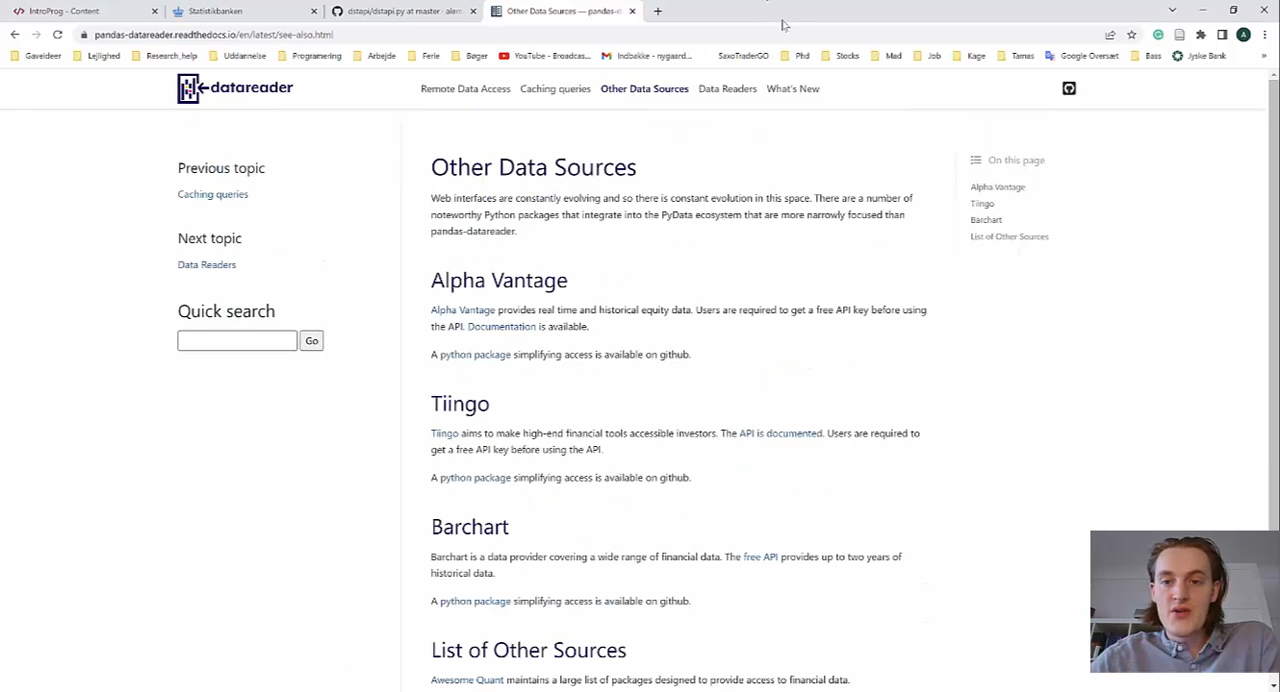 IntroProg - Content
Statistikbanken
dstapi/dstapi.py at master · alem
Other Data Sources — pandas-d
pandas-datareader.readthedocs.io/en/latest/see-also.html
A
Gaveideer
Lejlighed
Research_help
Uddannelse
Programering
Arbejde
Ferie
Bøger
YouTube - Broadcas...
Indbakke - nygaard...
SaxoTraderGO
Phd
Stocks
Mad
Job
Kage
Tamas
Google Oversæt
Bass
Jyske Bank
»
datareader
Remote Data Access
Caching queries
Other Data Sources
Data Readers
What's New
Previous topic
Caching queries
Next topic
Data Readers
Quick search
Go
Other Data Sources
Web interfaces are constantly evolving and so there is constant evolution in this space. There are a number of
noteworthy Python packages that integrate into the PyData ecosystem that are more narrowly focused than
pandas-datareader.
Alpha Vantage
Alpha Vantage provides real time and historical equity data. Users are required to get a free API key before using
the API. Documentation is available.
A python package simplifying access is available on github.
Tiingo
Tiingo aims to make high-end financial tools accessible investors. The API is documented. Users are required to
get a free API key before using the API.
A python package simplifying access is available on github.
Barchart
Barchart is a data provider covering a wide range of financial data. The free API provides up to two years of
historical data.
A python package simplifying access is available on github.
List of Other Sources
Awesome Quant maintains a large list of packages designed to provide access to financial data.
On this page
Alpha Vantage
Tiingo
Barchart
List of Other Sources